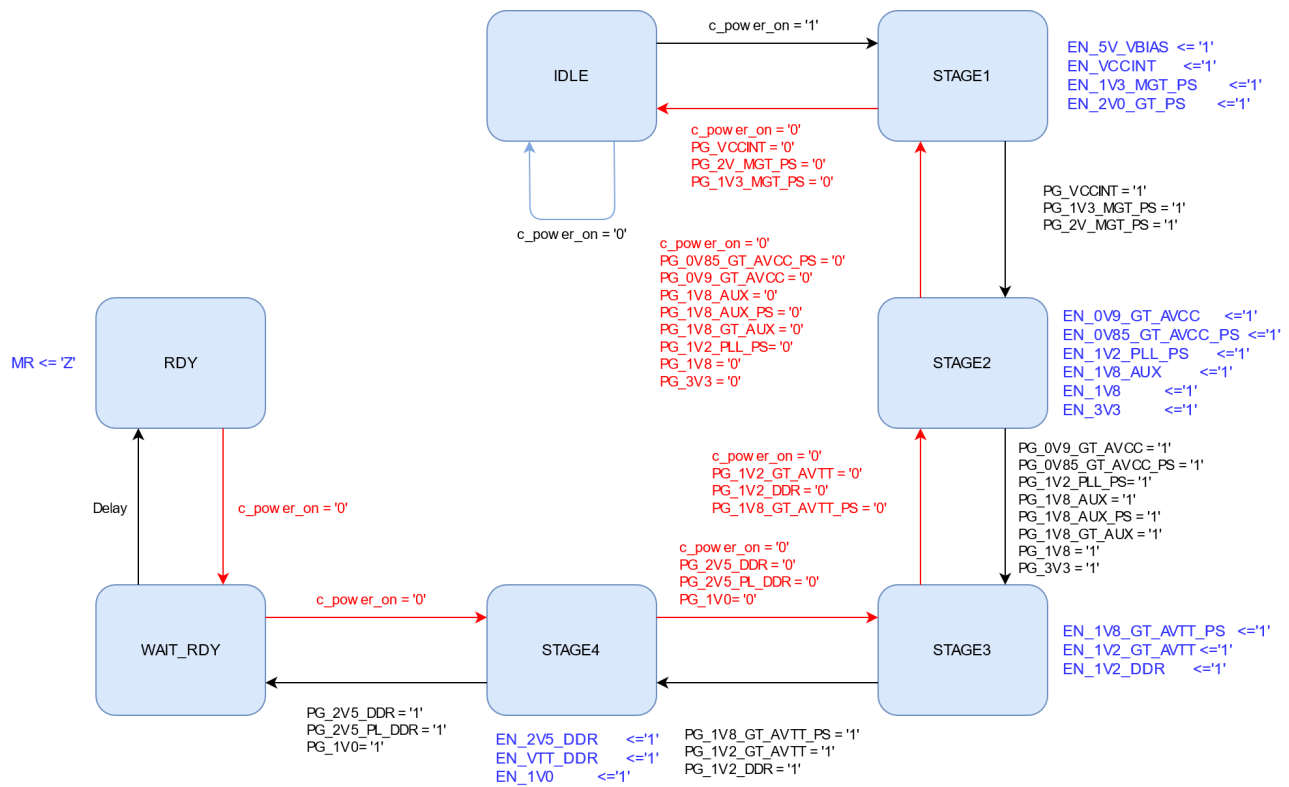 c_power_on = '1'
IDLE
STAGE1
EN_5V_VBIAS <= '1'
EN_VCCINT <='1'
EN_1V3_MGT_PS <='1'
EN_2V0_GT_PS <='1'
c_power_on = '0'
PG_VCCINT = '0'
PG_2V_MGT_PS = '0'
PG_1V3_MGT_PS = '0'
c_power_on = '0'
PG_VCCINT = '1'
PG_1V3_MGT_PS = '1'
PG_2V_MGT_PS = '1'
c_power_on = '0'
PG_0V85_GT_AVCC_PS = '0'
PG_0V9_GT_AVCC = '0'
PG_1V8_AUX = '0'
PG_1V8_AUX_PS = '0'
PG_1V8_GT_AUX = '0'
PG_1V2_PLL_PS= '0'
PG_1V8 = '0'
PG_3V3 = '0'
MR <= 'Z'
RDY
STAGE2
EN_0V9_GT_AVCC <='1'
EN_0V85_GT_AVCC_PS <='1'
EN_1V2_PLL_PS <='1'
EN_1V8_AUX <='1'
EN_1V8 <='1'
EN_3V3 <='1'
Delay
c_power_on = '0'
c_power_on = '0'
PG_1V2_GT_AVTT = '0'
PG_1V2_DDR = '0'
PG_1V8_GT_AVTT_PS = '0'
PG_0V9_GT_AVCC = '1'
PG_0V85_GT_AVCC_PS = '1'
PG_1V2_PLL_PS= '1'
PG_1V8_AUX = '1'
PG_1V8_AUX_PS = '1'
PG_1V8_GT_AUX = '1'
PG_1V8 = '1'
PG_3V3 = '1'
c_power_on = '0'
c_power_on = '0'
PG_2V5_DDR = '0'
PG_2V5_PL_DDR = '0'
PG_1V0= '0'
WAIT_RDY
STAGE4
STAGE3
EN_1V8_GT_AVTT_PS <='1'
EN_1V2_GT_AVTT <='1'
EN_1V2_DDR <='1'
PG_2V5_DDR = '1'
PG_2V5_PL_DDR = '1'
PG_1V0= '1'
EN_2V5_DDR <='1'
EN_VTT_DDR <='1'
EN_1V0 <='1'
PG_1V8_GT_AVTT_PS = '1'
PG_1V2_GT_AVTT = '1'
PG_1V2_DDR = '1'